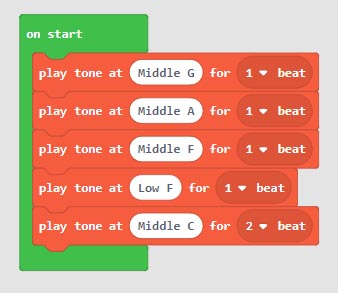 on start
play tone at Middle G for 1 beat
play tone at Middle A for 1 beat
play tone at Middle F for 1 beat
play tone at Low F for 1 beat
play tone at Middle C for 2 beat